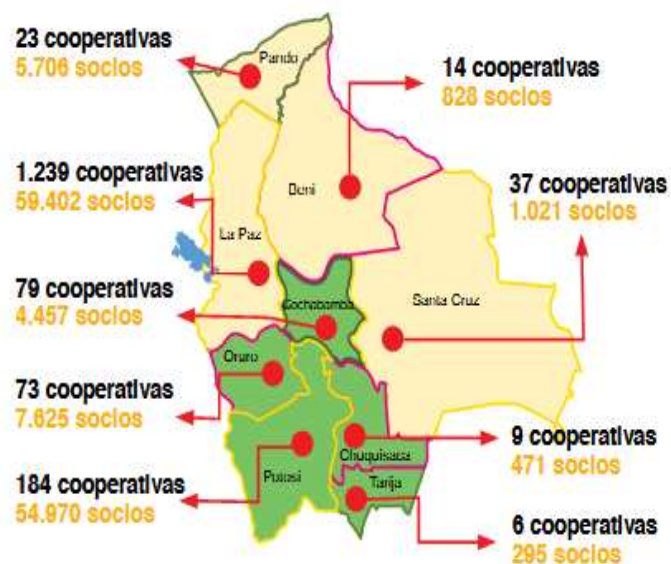 23 cooperativas
5.706 socios
Pando
14 cooperativas
828 socios
1.239 cooperativas
59.402 socios
Beni
37 cooperativas
1.021 socios
La Paz
79 cooperativas
4.457 socios
Cochabamba
Santa Cruz
Oruro
73 cooperativas
7.625 socios
9 cooperativas
471 socios
Chuquisaca
Potosí
Tarija
184 cooperativas
54.970 socios
6 cooperativas
295 socios